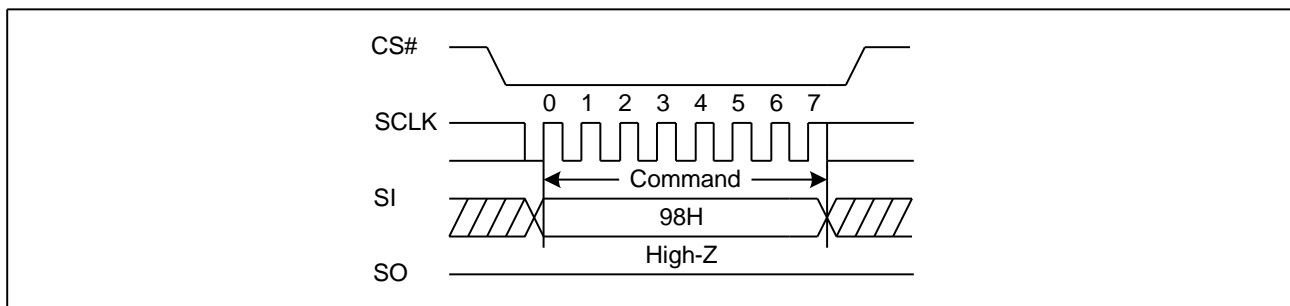 CS#
0 1 2 3 4 5 6 7
SCLK
Command
SI
98H
High-Z
SO